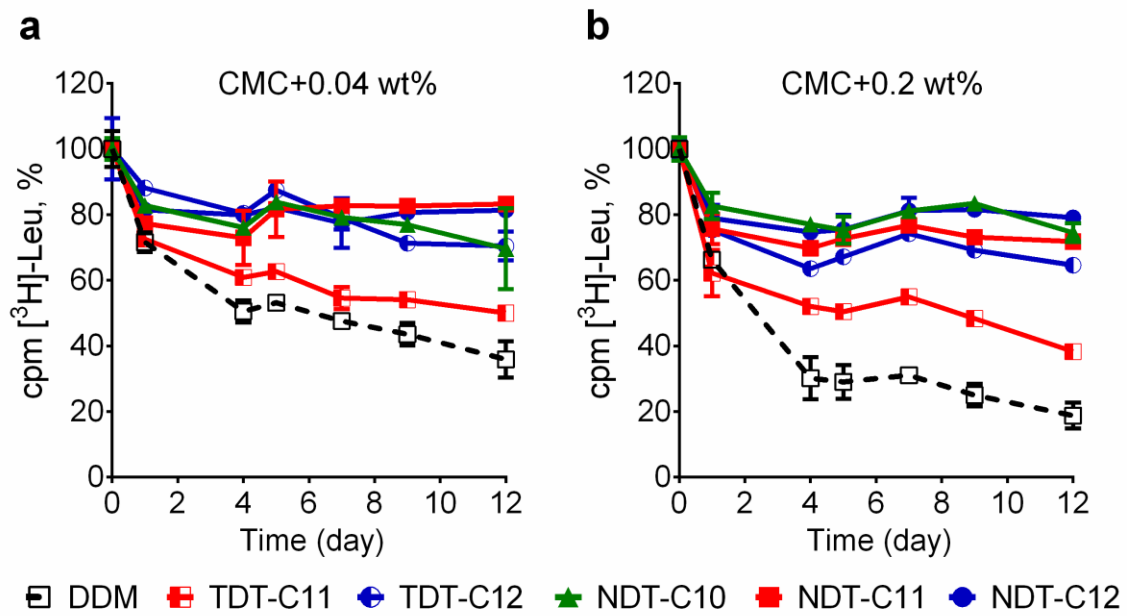 a
b
CMC+0.04 wt%
CMC+0.2 wt%
cpm [³H]-Leu, %
120
100
80
60
40
20
0
0 2 4 6 8 10 12
Time (day)
cpm [³H]-Leu, %
120
100
80
60
40
20
0
0 2 4 6 8 10 12
Time (day)
DDM TDT-C11 TDT-C12 NDT-C10 NDT-C11 NDT-C12